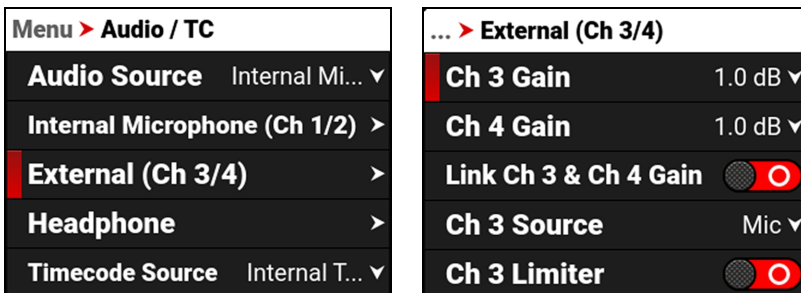 Menu > Audio / TC
Audio Source Internal Mi...
Internal Microphone (Ch 1/2) >
External (Ch 3/4) >
Headphone >
Timecode Source Internal T...
... > External (Ch 3/4)
Ch 3 Gain 1.0 dB
Ch 4 Gain 1.0 dB
Link Ch 3 & Ch 4 Gain
Ch 3 Source Mic
Ch 3 Limiter